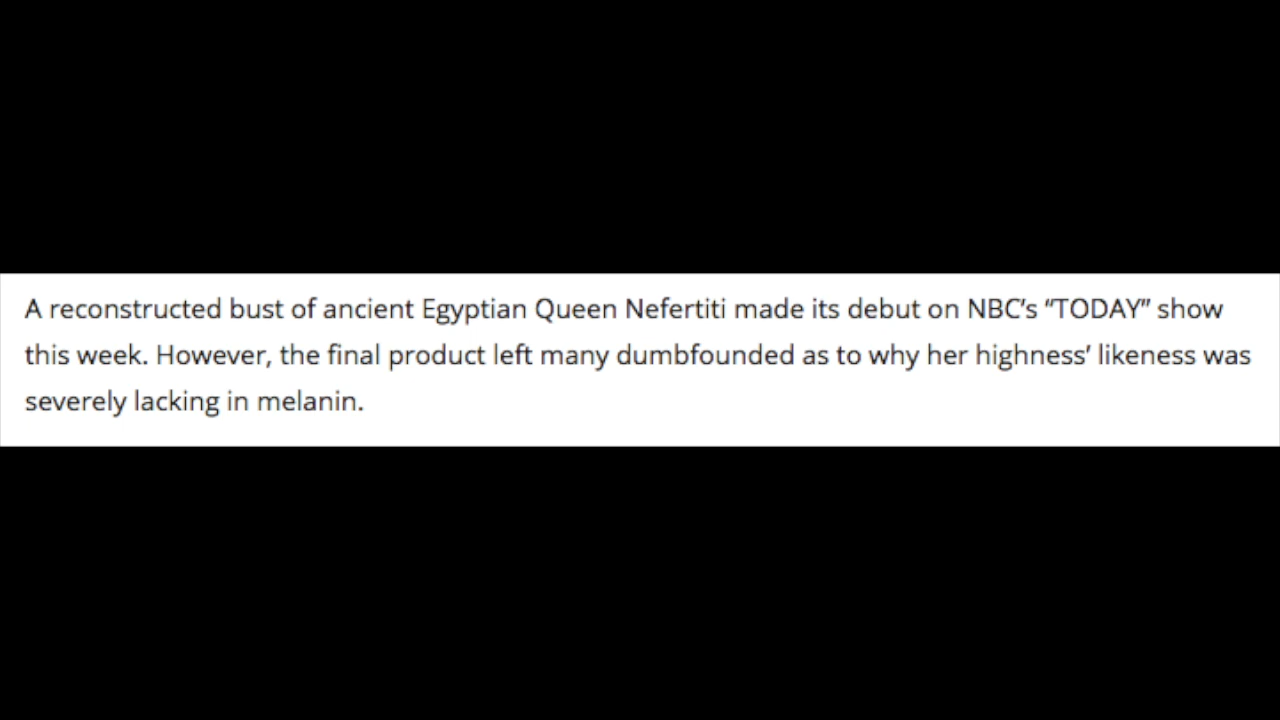 A reconstructed bust of ancient Egyptian Queen Nefertiti made its debut on NBC’s “TODAY” show
this week. However, the final product left many dumbfounded as to why her highness’ likeness was
severely lacking in melanin.